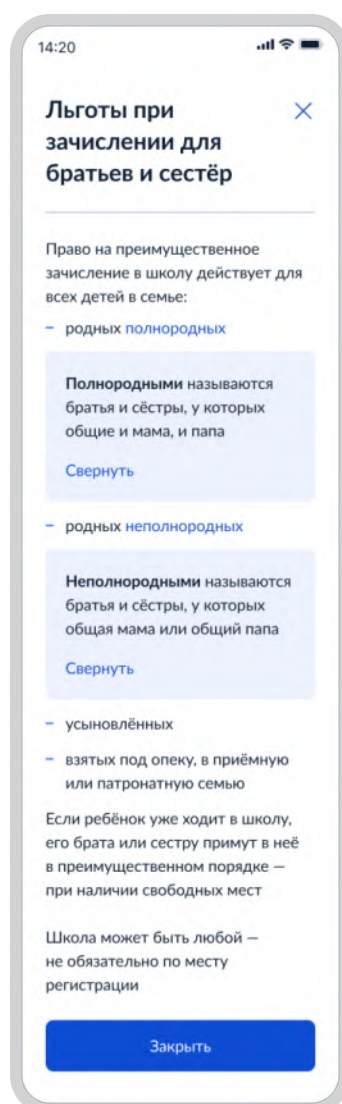 14:20
Льготы при
зачислении для
братьев и сестёр
Право на преимущественное
зачисление в школу действует для
всех детей в семье:
– родных полнородных
Полнородными называются
братья и сёстры, у которых
общие и мама, и папа
Свернуть
– родных неполнородных
Неполнородными называются
братья и сёстры, у которых
общая мама или общий папа
Свернуть
– усыновлённых
– взятых под опеку, в приёмную
или патронатную семью
Если ребёнок уже ходит в школу,
его брата или сестру примут в неё
в преимущественном порядке —
при наличии свободных мест
Школа может быть любой —
не обязательно по месту
регистрации
Закрыть